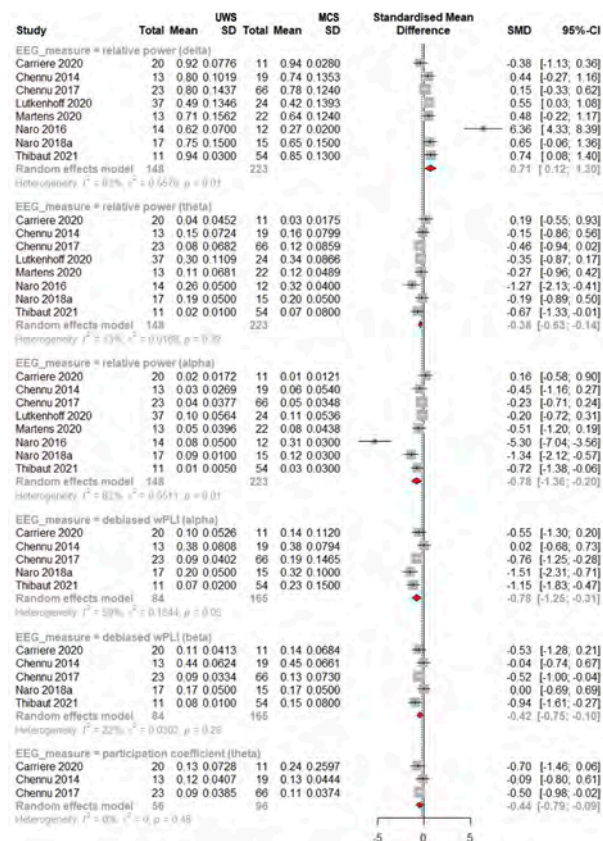 UWS MCS Standardised Mean
Study Total Mean SD Total Mean SD Difference SMD 95%-CI
EEG_measure = relative power (delta)
Carriere 2020 20 0.92 0.0776 11 0.94 0.0280 -0.38 [-1.13; 0.36]
Chennu 2014 13 0.80 0.1019 19 0.74 0.1353 0.44 [-0.27; 1.16]
Chennu 2017 23 0.80 0.1437 66 0.78 0.1240 0.15 [-0.33; 0.62]
Lutkenhoff 2020 37 0.49 0.1346 24 0.42 0.1393 0.55 [ 0.03; 1.08]
Martens 2020 13 0.71 0.1562 22 0.64 0.1240 0.48 [-0.22; 1.17]
Naro 2016 14 0.62 0.0700 12 0.27 0.0200 6.36 [ 4.33; 8.39]
Naro 2018a 17 0.75 0.1500 15 0.65 0.1500 0.65 [-0.06; 1.36]
Thibaut 2021 11 0.94 0.0300 54 0.85 0.1300 0.74 [ 0.08; 1.40]
Random effects model 148 223 0.71 [ 0.12; 1.30]
Heterogeneity: p = 0.01
EEG_measure = relative power (theta)
Carriere 2020 20 0.04 0.0452 11 0.03 0.0175 0.19 [-0.55; 0.93]
Chennu 2014 13 0.15 0.0724 19 0.16 0.0799 -0.15 [-0.86; 0.56]
Chennu 2017 23 0.08 0.0682 66 0.12 0.0859 -0.46 [-0.94; 0.02]
Lutkenhoff 2020 37 0.30 0.1109 24 0.34 0.0866 -0.35 [-0.87; 0.17]
Martens 2020 13 0.11 0.0681 22 0.12 0.0489 -0.27 [-0.96; 0.42]
Naro 2016 14 0.26 0.0500 12 0.32 0.0400 -1.27 [-2.13; -0.41]
Naro 2018a 17 0.19 0.0500 15 0.20 0.0500 -0.19 [-0.89; 0.50]
Thibaut 2021 11 0.02 0.0100 54 0.07 0.0800 -0.67 [-1.33; -0.01]
Random effects model 148 223 -0.38 [-0.63; -0.14]
Heterogeneity:
EEG_measure = relative power (alpha)
Carriere 2020 20 0.02 0.0172 11 0.01 0.0121 0.16 [-0.58; 0.90]
Chennu 2014 13 0.03 0.0269 19 0.06 0.0540 -0.45 [-1.16; 0.27]
Chennu 2017 23 0.04 0.0377 66 0.05 0.0348 -0.23 [-0.71; 0.24]
Lutkenhoff 2020 37 0.10 0.0564 24 0.11 0.0536 -0.20 [-0.72; 0.31]
Martens 2020 13 0.05 0.0396 22 0.08 0.0438 -0.51 [-1.20; 0.19]
Naro 2016 14 0.08 0.0500 12 0.31 0.0300 -5.30 [-7.04; -3.56]
Naro 2018a 17 0.09 0.0100 15 0.12 0.0300 -1.34 [-2.12; -0.57]
Thibaut 2021 11 0.01 0.0050 54 0.03 0.0300 -0.72 [-1.38; -0.06]
Random effects model 148 223 -0.78 [-1.36; -0.20]
Heterogeneity: p = 0.01
EEG_measure = debiased wPLI (alpha)
Carriere 2020 20 0.10 0.0526 11 0.14 0.1120 -0.55 [-1.30; 0.20]
Chennu 2014 13 0.38 0.0808 19 0.38 0.0794 0.02 [-0.68; 0.73]
Chennu 2017 23 0.09 0.0402 66 0.19 0.1465 -0.76 [-1.25; -0.28]
Naro 2018a 17 0.20 0.0500 15 0.32 0.1000 -1.51 [-2.31; -0.71]
Thibaut 2021 11 0.07 0.0200 54 0.23 0.1500 -1.15 [-1.83; -0.47]
Random effects model 84 165 -0.78 [-1.25; -0.31]
Heterogeneity: I² = 59%, p = 0.05
EEG_measure = debiased wPLI (beta)
Carriere 2020 20 0.11 0.0413 11 0.14 0.0684 -0.53 [-1.28; 0.21]
Chennu 2014 13 0.44 0.0624 19 0.45 0.0661 -0.04 [-0.74; 0.67]
Chennu 2017 23 0.09 0.0334 66 0.13 0.0730 -0.52 [-1.00; -0.04]
Naro 2018a 17 0.17 0.0500 15 0.17 0.0500 0.00 [-0.69; 0.69]
Thibaut 2021 11 0.08 0.0100 54 0.15 0.0800 -0.94 [-1.61; -0.27]
Random effects model 84 165 -0.42 [-0.75; -0.10]
Heterogeneity: I² = 22%,
EEG_measure = participation coefficient (theta)
Carriere 2020 20 0.13 0.0728 11 0.24 0.2597 -0.70 [-1.46; 0.06]
Chennu 2014 13 0.12 0.0407 19 0.13 0.0444 -0.09 [-0.80; 0.61]
Chennu 2017 23 0.09 0.0385 66 0.11 0.0374 -0.50 [-0.98; -0.02]
Random effects model 56 96 -0.44 [-0.79; -0.09]
Heterogeneity: I² = 0%,
-5 0 5